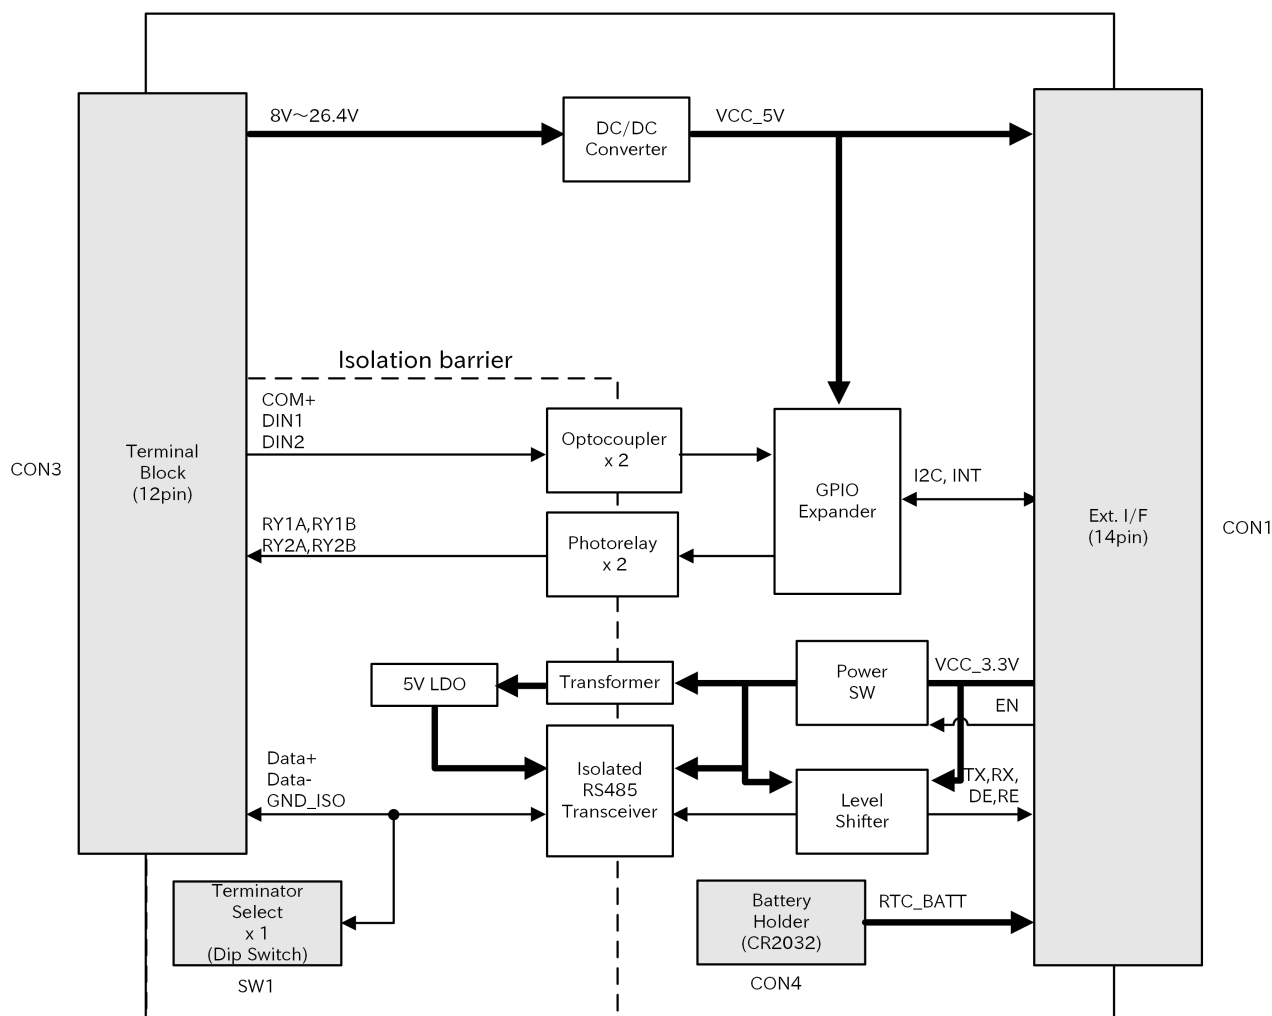 8V～26.4V
DC/DC
Converter
VCC_5V
Isolation barrier
COM+
DIN1
DIN2
Optocoupler
x 2
GPIO
Expander
I2C, INT
Terminal
Block
(12pin)
CON3
Ext. I/F
(14pin)
CON1
RY1A,RY1B
RY2A,RY2B
Photorelay
x 2
5V LDO
Transformer
Power
SW
VCC_3.3V
EN
Data+
Data-
GND_ISO
Isolated
RS485
Transceiver
Level
Shifter
TX,RX,
DE,RE
Terminator
Select
x 1
(Dip Switch)
SW1
Battery
Holder
(CR2032)
RTC_BATT
CON4